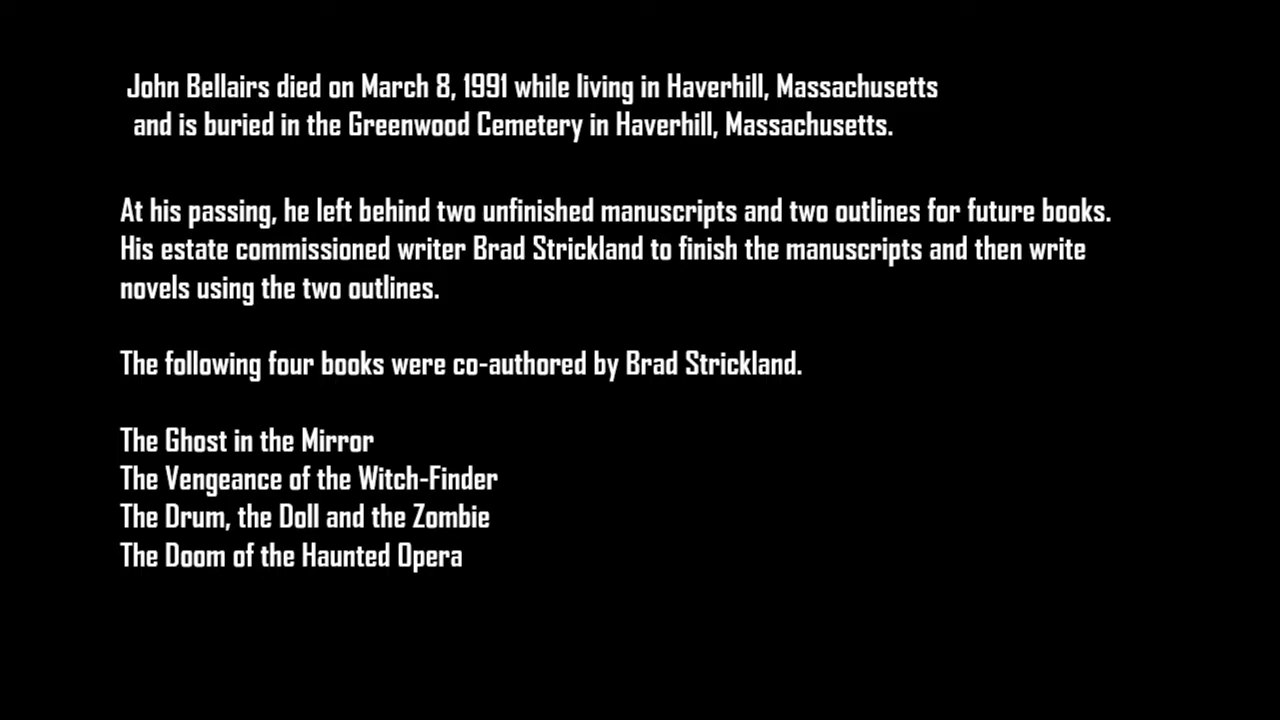 John Bellairs died on March 8, 1991 while living in Haverhill, Massachusetts
and is buried in the Greenwood Cemetery in Haverhill, Massachusetts.
At his passing, he left behind two unfinished manuscripts and two outlines for future books.
His estate commissioned writer Brad Strickland to finish the manuscripts and then write
novels using the two outlines.
The following four books were co-authored by Brad Strickland.
The Ghost in the Mirror
The Vengeance of the Witch-Finder
The Drum, the Doll and the Zombie
The Doom of the Haunted Opera